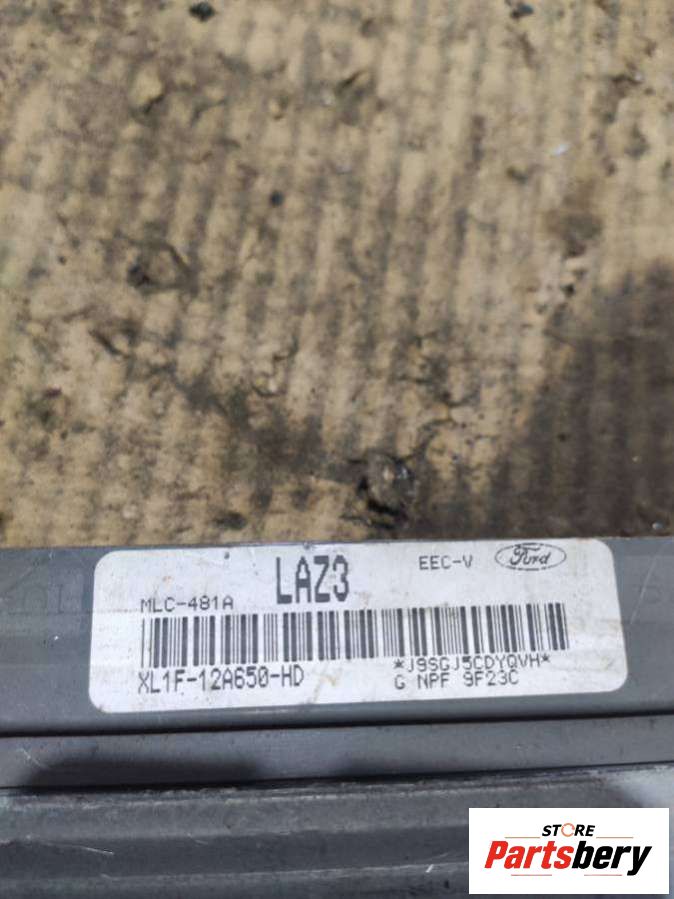 LAZ3
EEC-V
Ford
MLC-481A
XL1F-12A650-HD
*J9SGJ5CDYQVH*
G NPF 9F23C
STORE
Partsbery